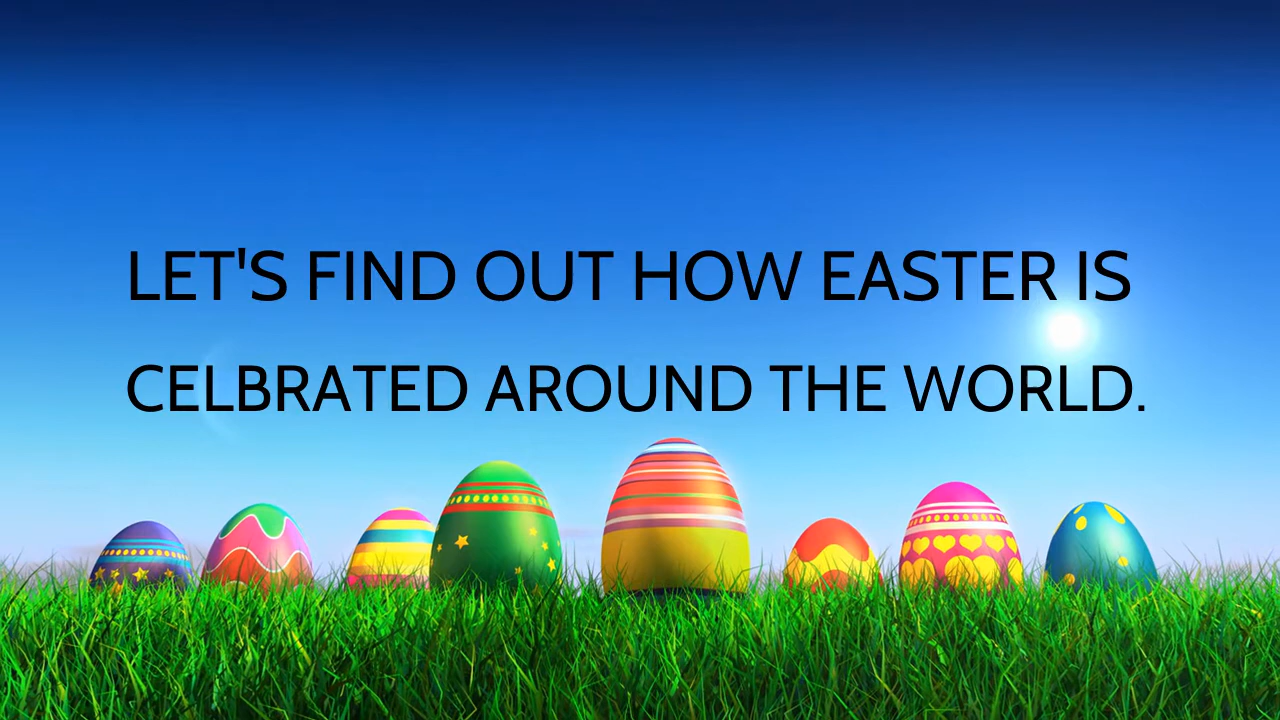 LET'S FIND OUT HOW EASTER IS
CELBRATED AROUND THE WORLD.